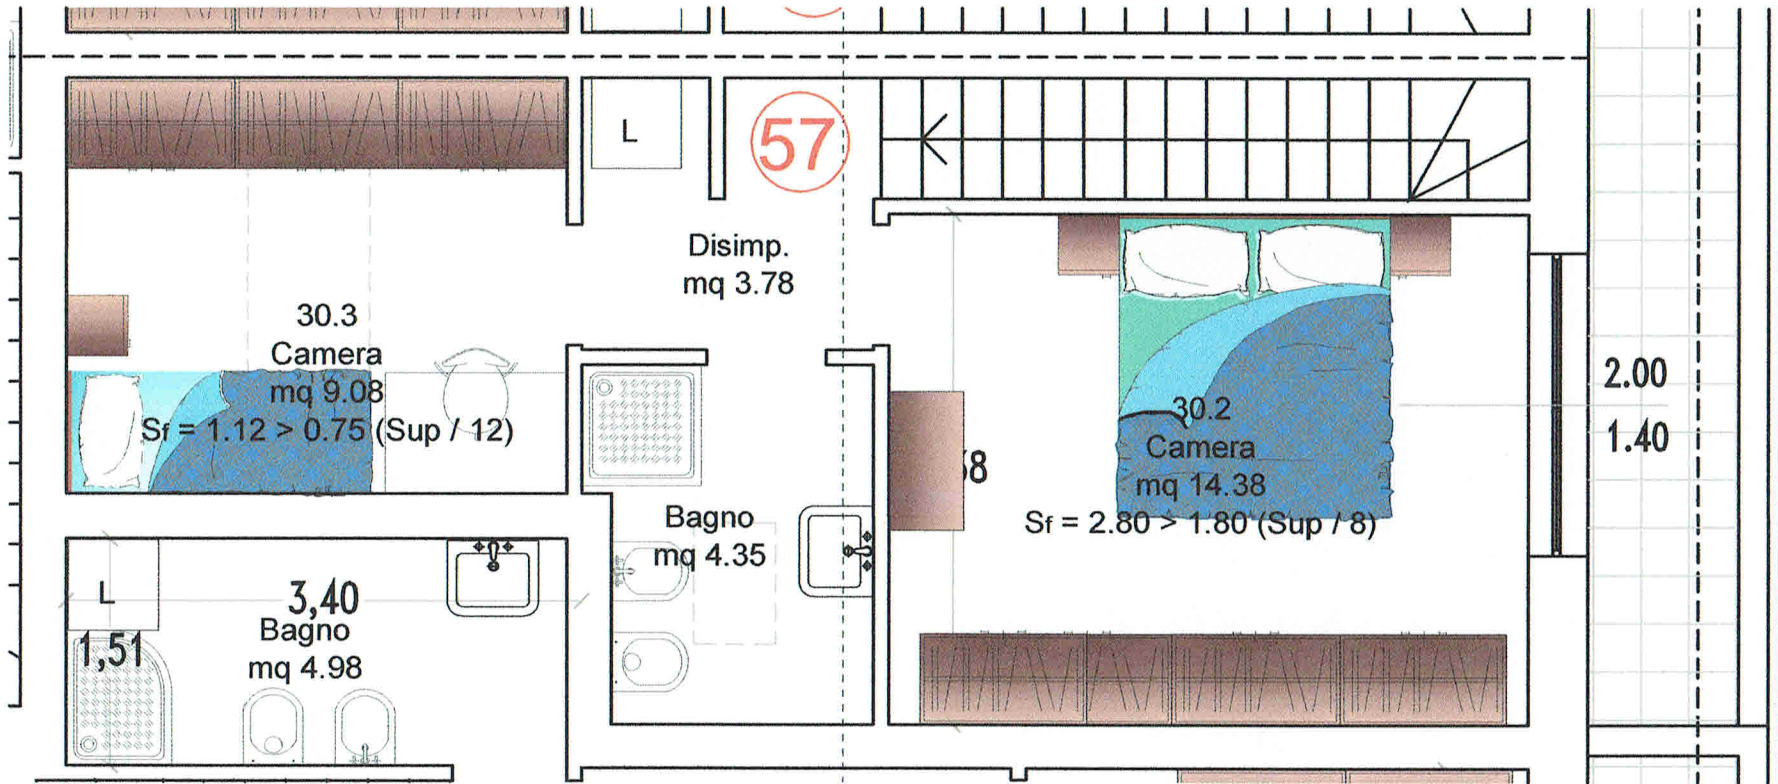 L
57
Disimp.
mq 3.78
30.3
Camera
mq 9.08
Sf = 1.12 > 0.75 (Sup / 12)
2.00
1.40
30.2
Camera
mq 14.38
Sf = 2.80 > 1.80 (Sup / 8)
Bagno
mq 4.35
L
3,40
1,51
Bagno
mq 4.98